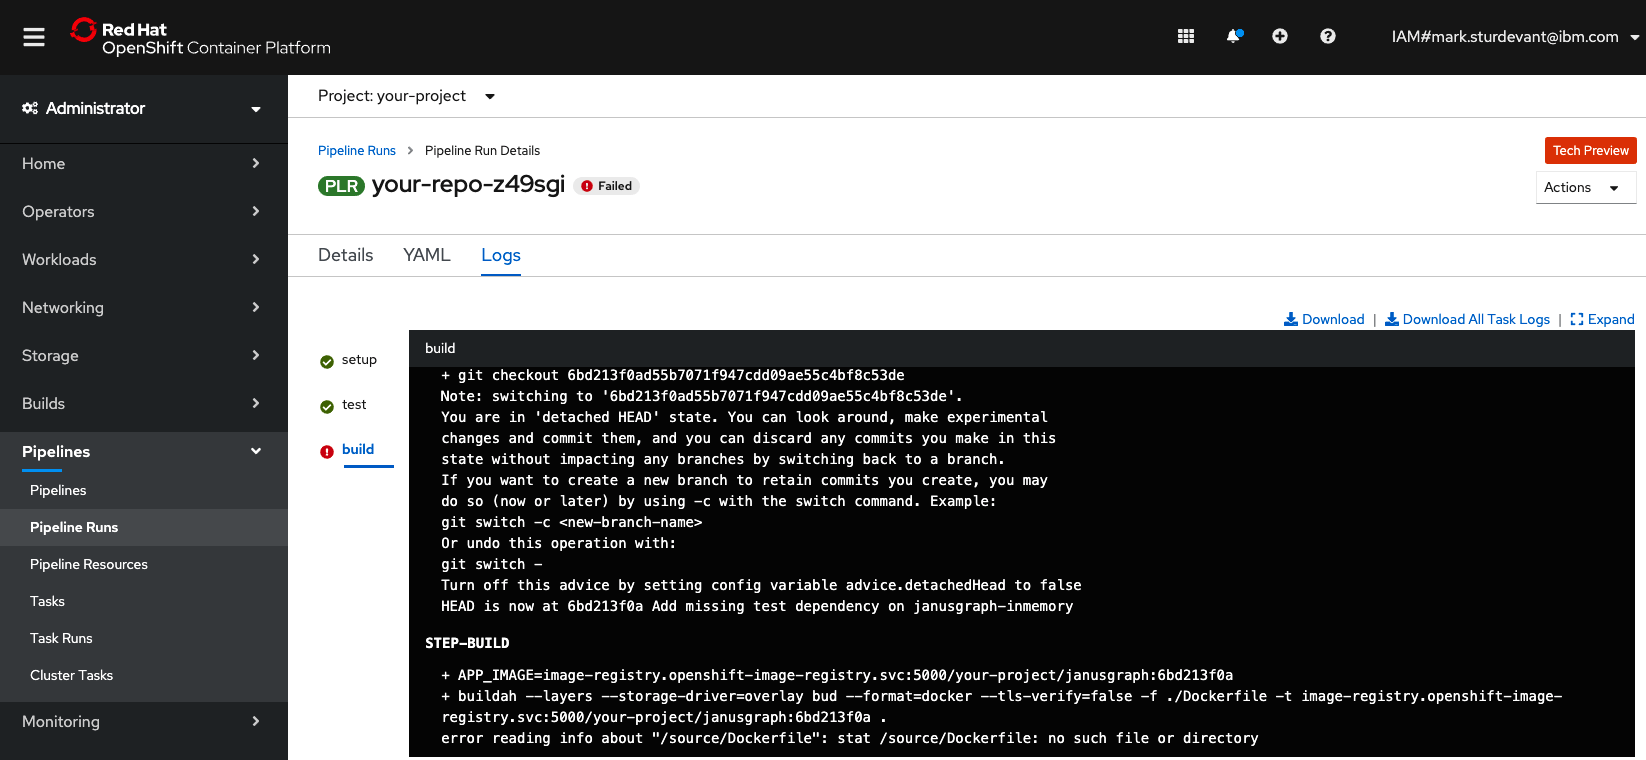 Red Hat
OpenShift Container Platform
IAM#mark.sturdevant@ibm.com
Administrator
Home
Operators
Workloads
Networking
Storage
Builds
Pipelines
Pipelines
Pipeline Runs
Pipeline Resources
Tasks
Task Runs
Cluster Tasks
Monitoring
Project: your-project
Pipeline Runs > Pipeline Run Details
Tech Preview
PLR your-repo-z49sgi Failed
Actions
Details YAML Logs
Download | Download All Task Logs | Expand
setup
test
build
build
+ git checkout 6bd213f0ad55b7071f947cdd09ae55c4bf8c53de
Note: switching to '6bd213f0ad55b7071f947cdd09ae55c4bf8c53de'.
You are in 'detached HEAD' state. You can look around, make experimental
changes and commit them, and you can discard any commits you make in this
state without impacting any branches by switching back to a branch.
If you want to create a new branch to retain commits you create, you may
do so (now or later) by using -c with the switch command. Example:
git switch -c <new-branch-name>
Or undo this operation with:
git switch -
Turn off this advice by setting config variable advice.detachedHead to false
HEAD is now at 6bd213f0a Add missing test dependency on janusgraph-inmemory
STEP-BUILD
+ APP_IMAGE=image-registry.openshift-image-registry.svc:5000/your-project/janusgraph:6bd213f0a
+ buildah --layers --storage-driver=overlay bud --format=docker --tls-verify=false -f ./Dockerfile -t image-registry.openshift-image-
registry.svc:5000/your-project/janusgraph:6bd213f0a .
error reading info about "/source/Dockerfile": stat /source/Dockerfile: no such file or directory